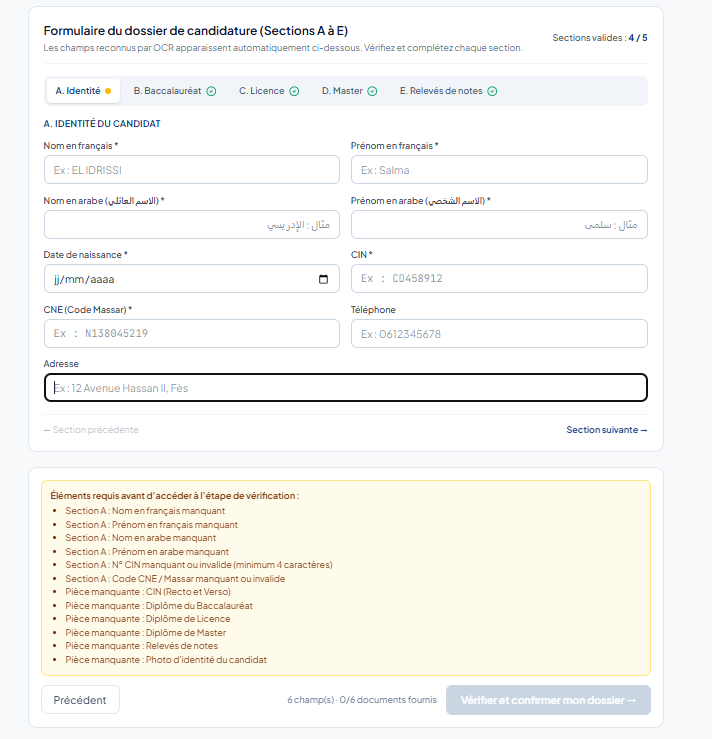 Formulaire du dossier de candidature (Sections A à E)
Les champs reconnus par OCR apparaissent automatiquement ci-dessous. Vérifiez et complétez chaque section.
Sections valides : 4 / 5
A. Identité
B. Baccalauréat
C. Licence
D. Master
E. Relevés de notes
A. IDENTITÉ DU CANDIDAT
Nom en français *
Prénom en français *
Ex : EL IDRISSI
Ex : Salma
Nom en arabe (الاسم العائلي) *
Prénom en arabe (الاسم الشخصي) *
مثال : الإدريسي
مثال : سلمى
Date de naissance *
CIN *
jj/mm/aaaa
Ex : CD458912
CNE (Code Massar) *
Téléphone
Ex : N138045219
Ex : 0612345678
Adresse
Ex : 12 Avenue Hassan II, Fès
← Section précédente
Section suivante →
Éléments requis avant d'accéder à l'étape de vérification :
• Section A : Nom en français manquant
• Section A : Prénom en français manquant
• Section A : Nom en arabe manquant
• Section A : Prénom en arabe manquant
• Section A : N° CIN manquant ou invalide (minimum 4 caractères)
• Section A : Code CNE / Massar manquant ou invalide
• Pièce manquante : CIN (Recto et Verso)
• Pièce manquante : Diplôme du Baccalauréat
• Pièce manquante : Diplôme de Licence
• Pièce manquante : Diplôme de Master
• Pièce manquante : Relevés de notes
• Pièce manquante : Photo d'identité du candidat
Précédent
6 champ(s) · 0/6 documents fournis
Vérifier et confirmer mon dossier →